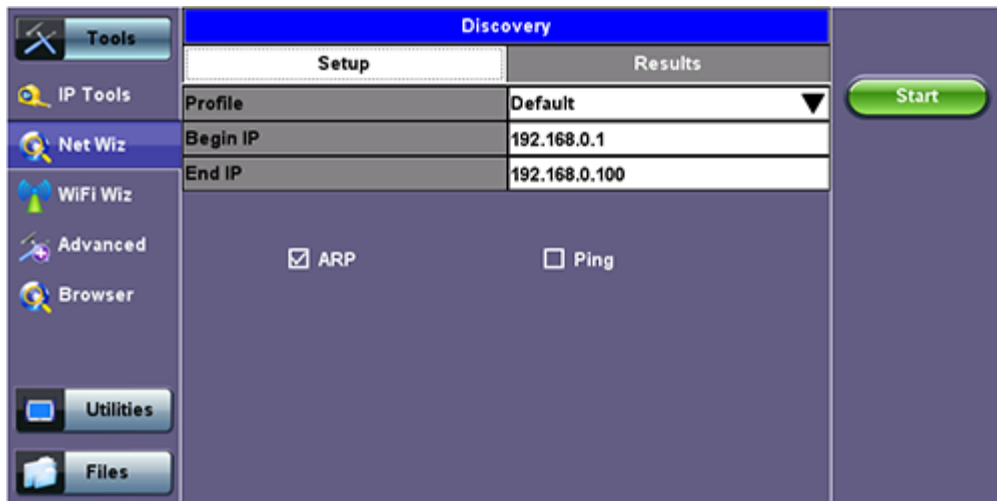 Tools
IP Tools
Net Wiz
WiFi Wiz
Advanced
Browser
Utilities
Files
Discovery
Setup Results
Profile Default
Begin IP 192.168.0.1
End IP 192.168.0.100
ARP Ping
Start